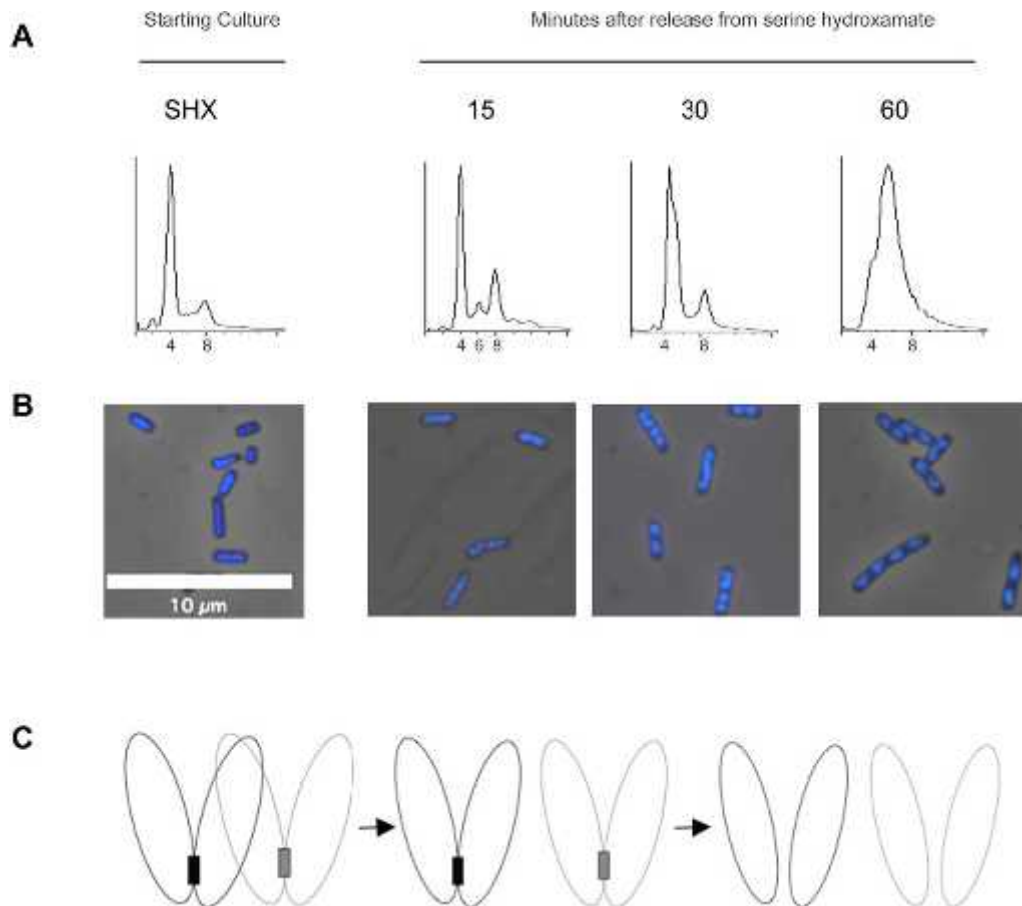 A
Starting Culture
Minutes after release from serine hydroxamate
SHX
15
30
60
4 8
4 6 8
4 8
4 8
B
10 µm
C